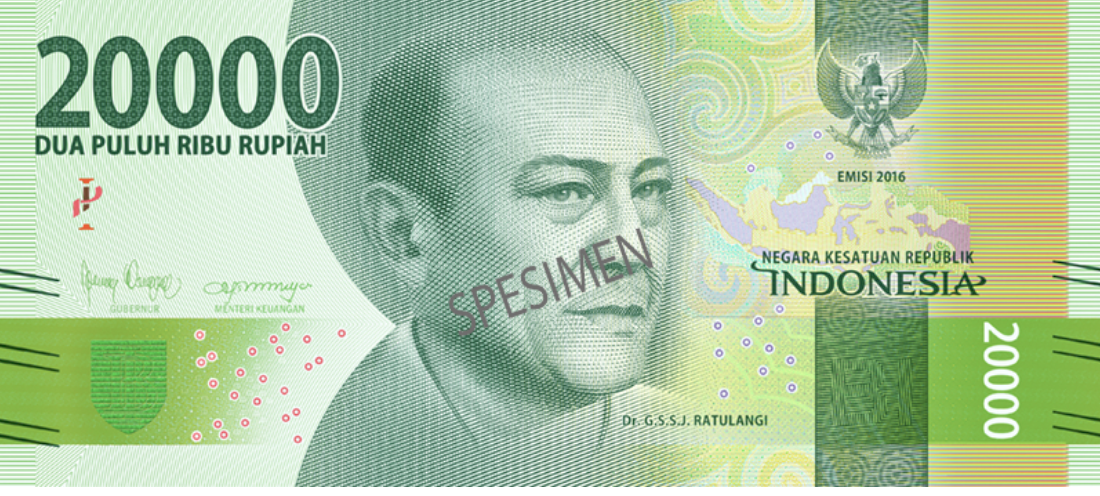 20000
DUA PULUH RIBU RUPIAH
EMISI 2016
NEGARA KESATUAN REPUBLIK
INDONESIA
SPESIMEN
GUBERNUR
MENTERI KEUANGAN
20000
Dr. G.S.S.J. RATULANGI